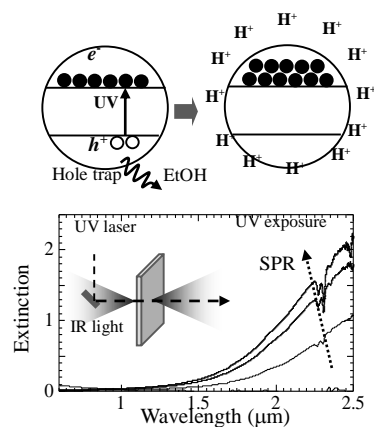 e-
H+
H+
H+
H+
H+
H+
H+
UV
H+
H+
h+
H+
H+
Hole trap
EtOH
H+
H+
H+
UV laser
UV exposure
SPR
IR light
Extinction
2
1
0
1
1.5
2
2.5
Wavelength (μm)